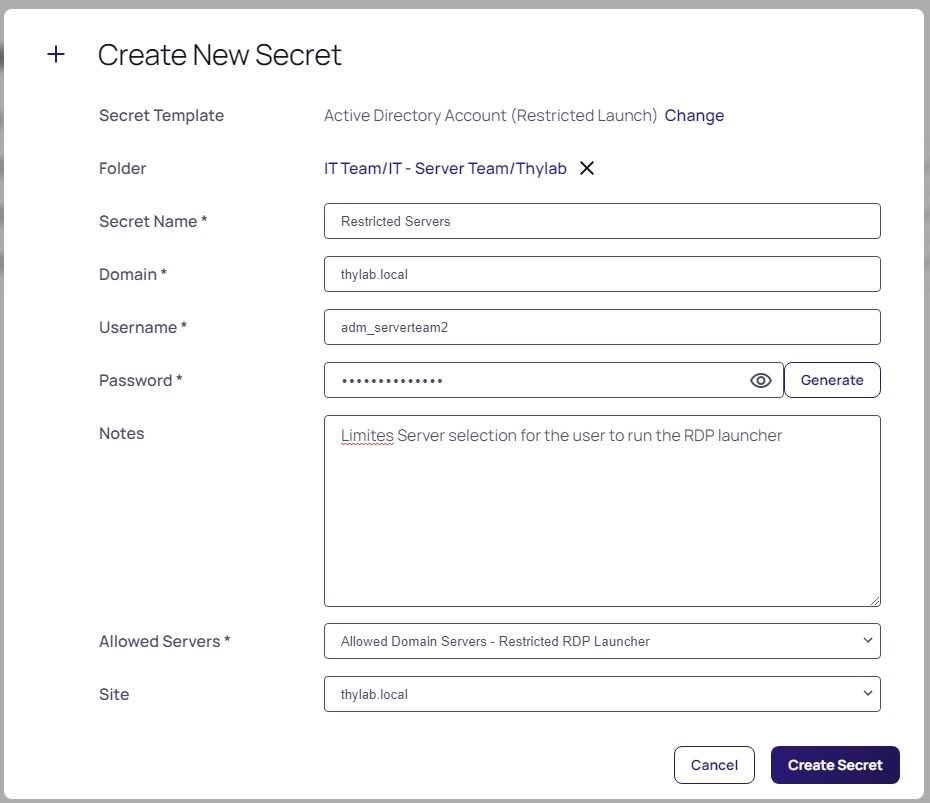 + Create New Secret
Secret Template Active Directory Account (Restricted Launch) Change
Folder IT Team/IT - Server Team/Thylab ✕
Secret Name * Restricted Servers
Domain * thylab.local
Username * adm_serverteam2
Password * •••••••••••••• Generate
Notes Limites Server selection for the user to run the RDP launcher
Allowed Servers * Allowed Domain Servers - Restricted RDP Launcher
Site thylab.local
Cancel Create Secret